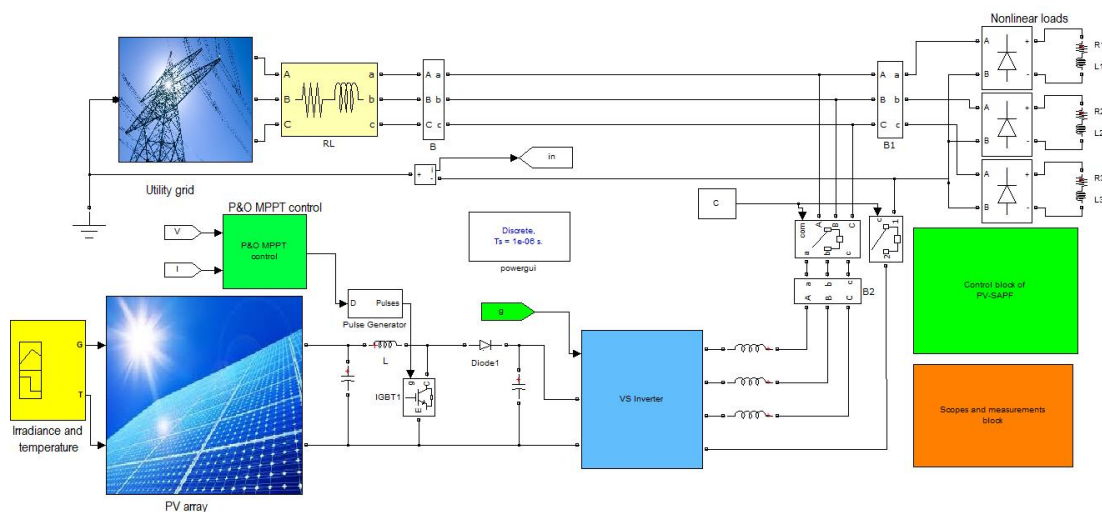 Nonlinear loads
A a
B b
C c
RL
A a
B b
C c
B
A a
B b
C c
B1
A +
B -
R1
L1
A +
B -
R2
L2
A +
B -
R3
L3
+ i
-
in
Utility grid
P&O MPPT control
V
I
P&O MPPT
control
Discrete,
Ts = 1e-06 s.
powergui
C
com
A
B
C
a
b
c
c
1
2
a b c
A B C
B2
Control block of
PV-SAPF
D Pulses
Pulse Generator
g
L
Diode1
g
C
E
IGBT1
VS Inverter
G
T
Irradiance and
temperature
PV array
Scopes and measurements
block